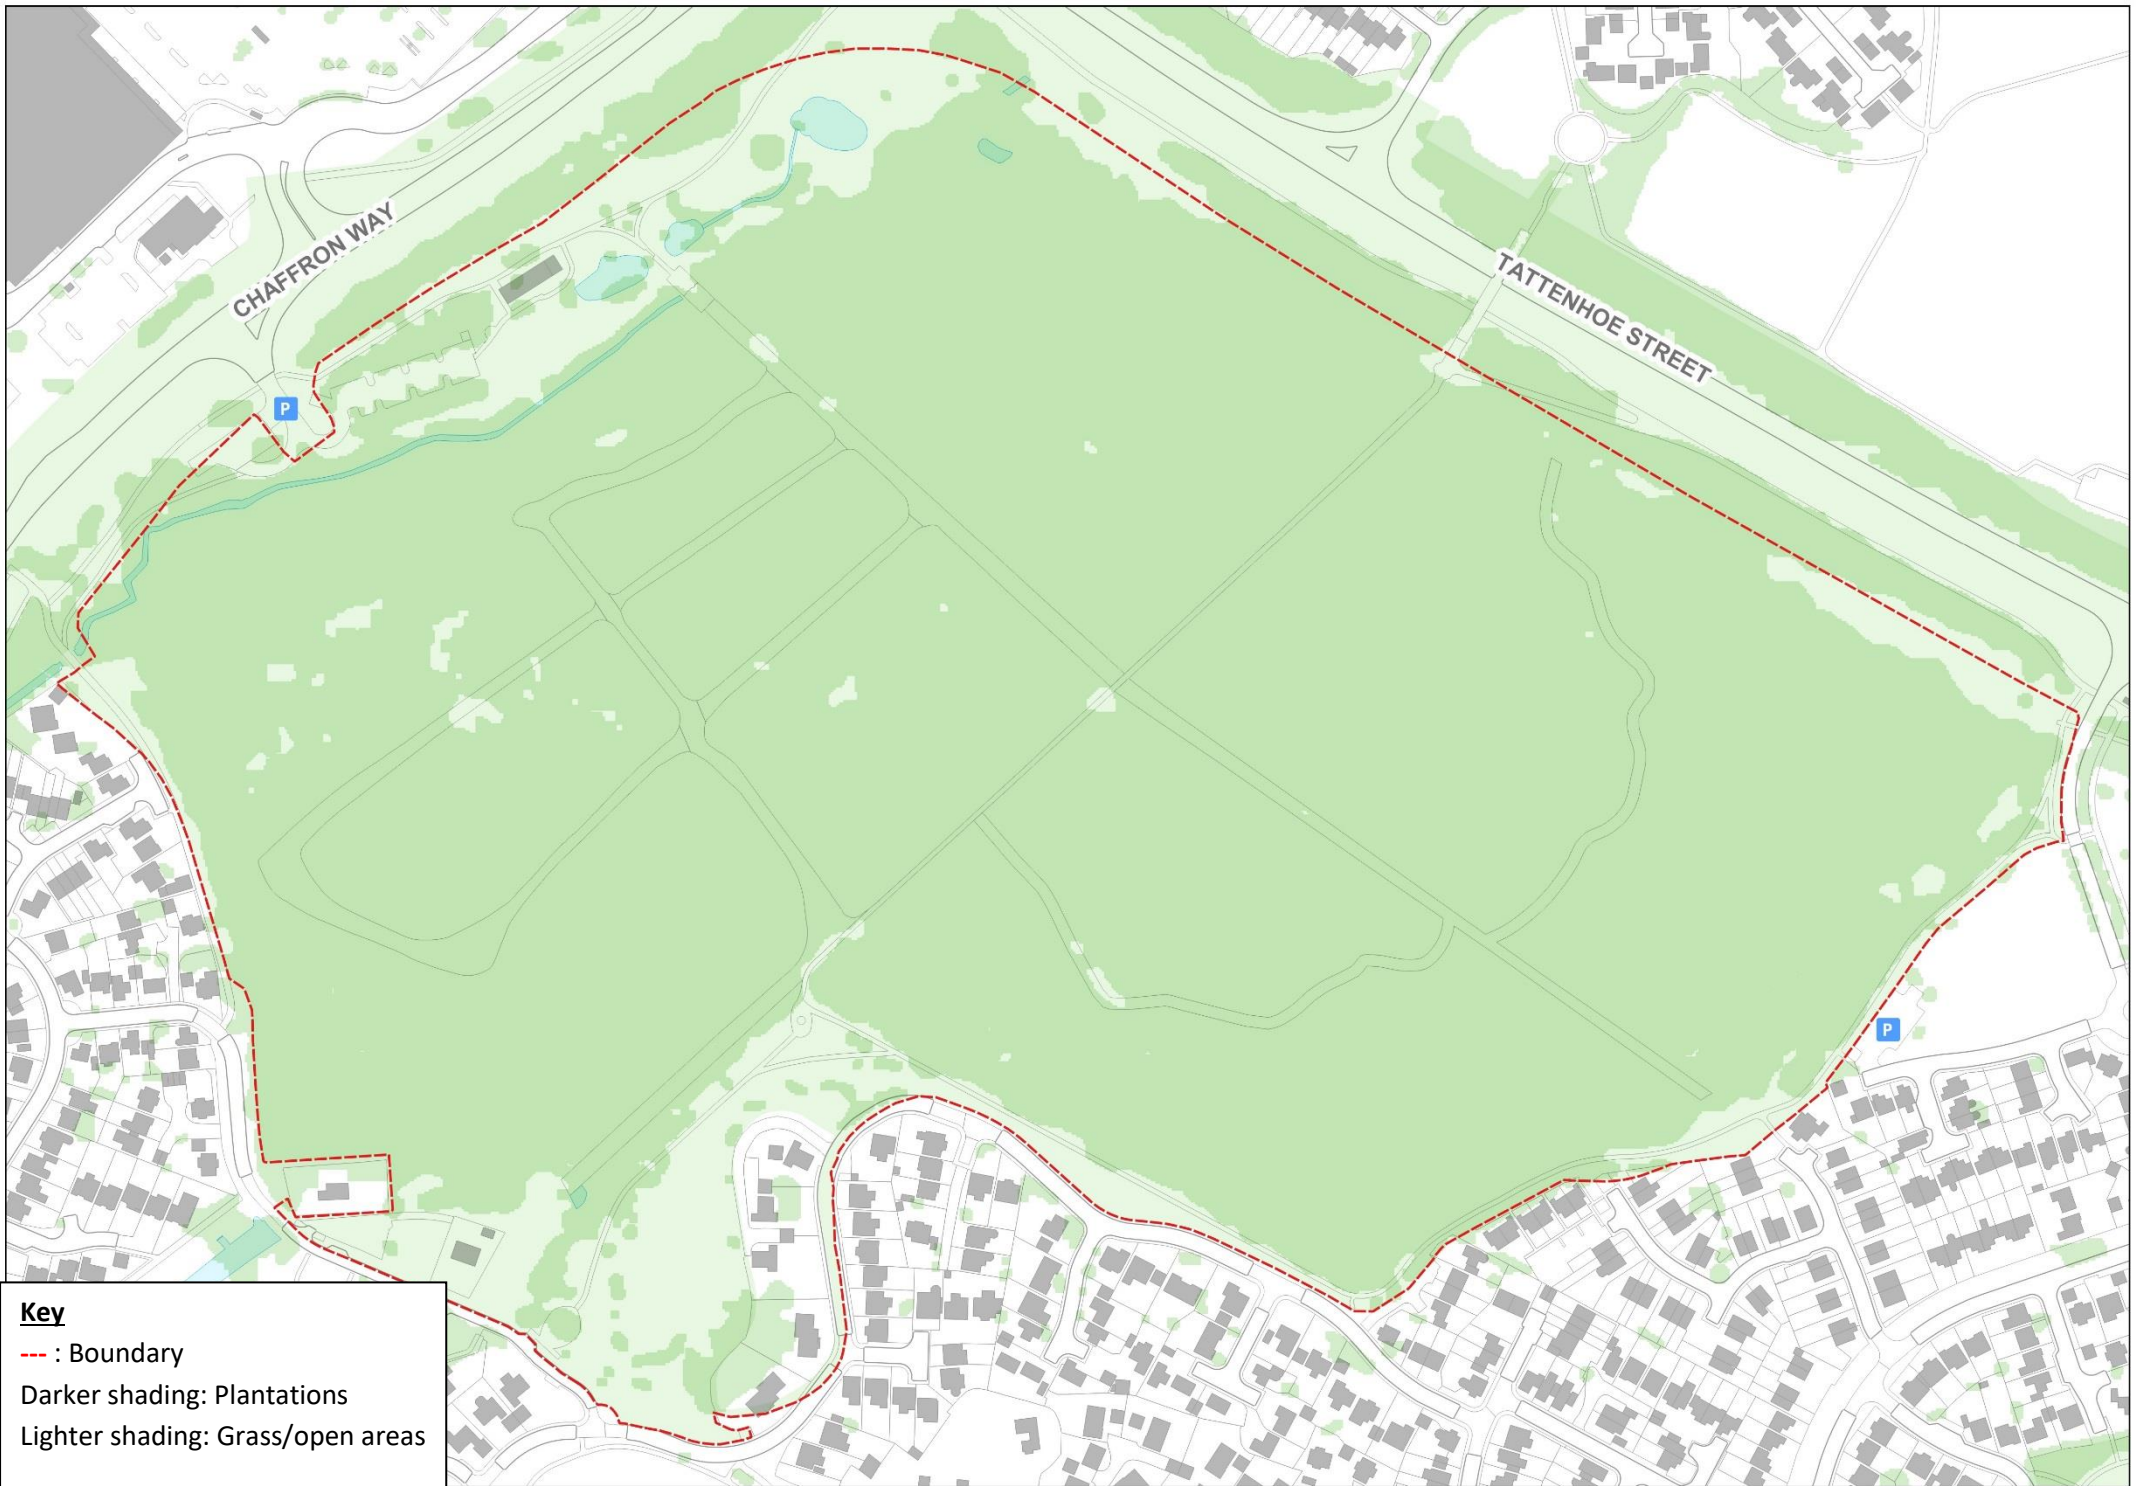 CHAFFRON WAY
TATTENHOE STREET
P
P
Key
--- : Boundary
Darker shading: Plantations
Lighter shading: Grass/open areas